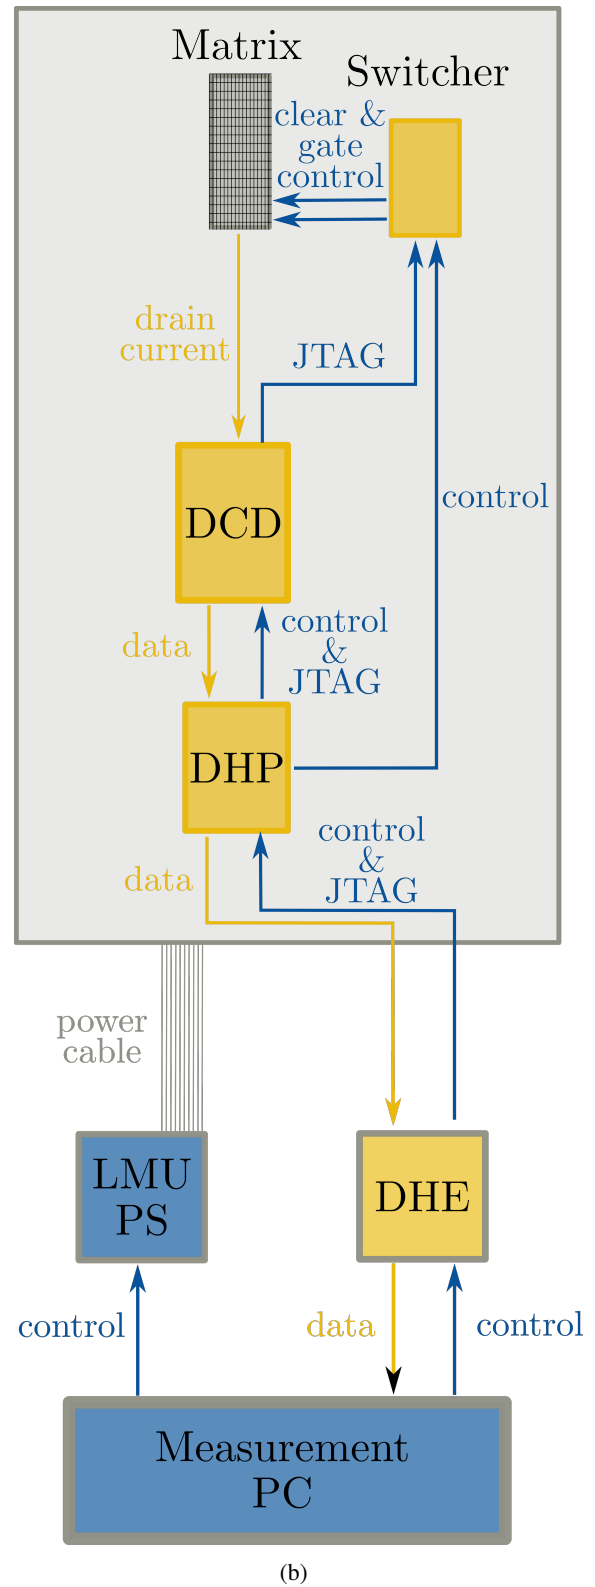 Matrix
Switcher
clear &
gate
control
drain
current
JTAG
DCD
control
data
control
&
JTAG
DHP
control
&
JTAG
data
power
cable
LMU
PS
DHE
control
data
control
Measurement
PC
(b)